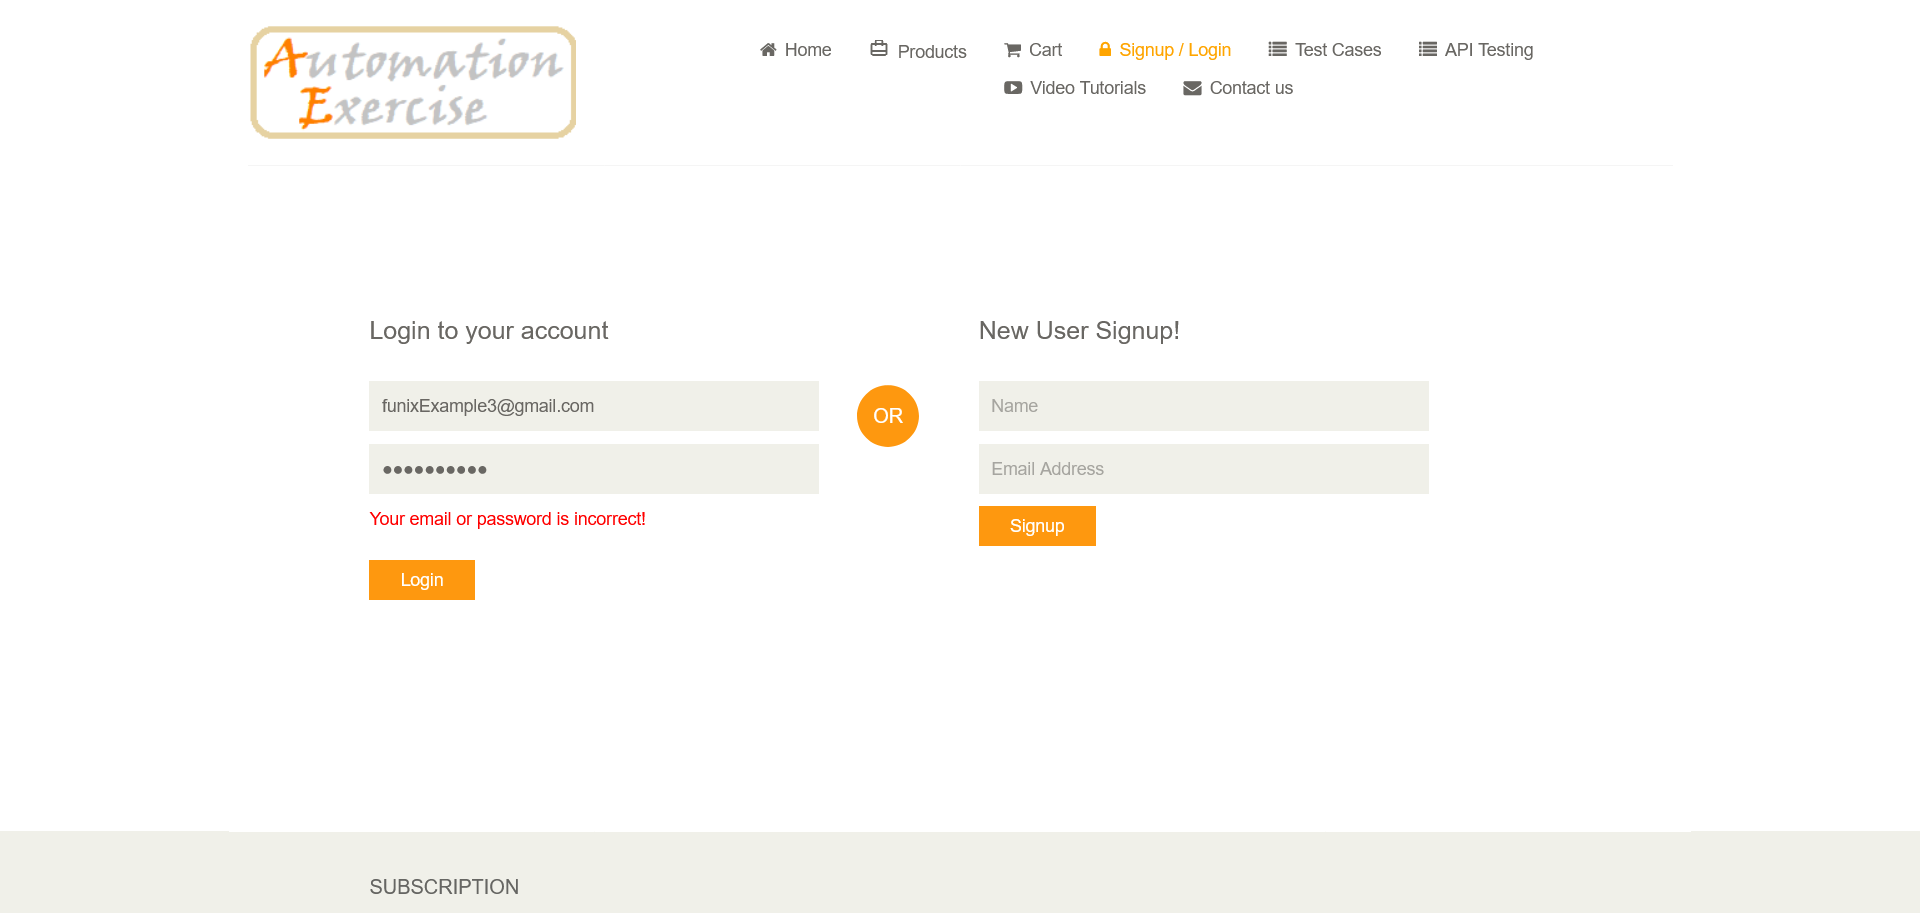 Automation
Exercise
Home
Products
Cart
Signup / Login
Test Cases
API Testing
Video Tutorials
Contact us
Login to your account
funixExample3@gmail.com
●●●●●●●●●●
Your email or password is incorrect!
Login
OR
New User Signup!
Name
Email Address
Signup
SUBSCRIPTION